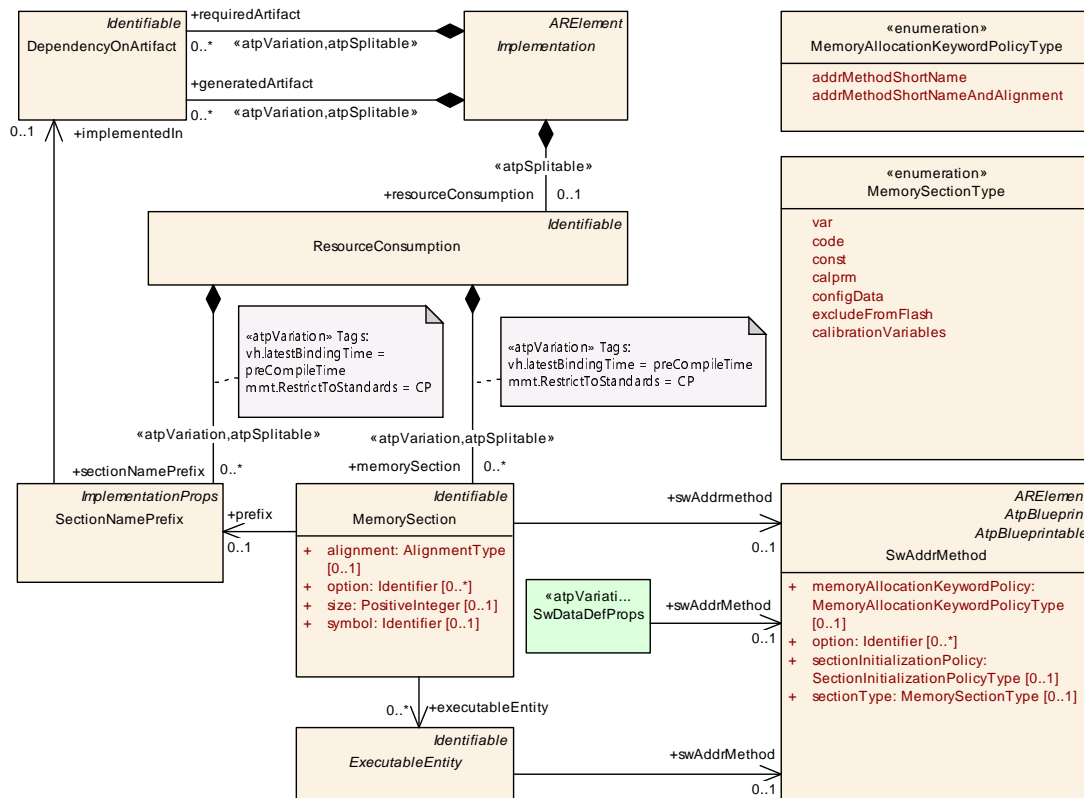 Identifiable
DependencyOnArtifact
+requiredArtifact
0..*
«atpVariation,atpSplitable»
+generatedArtifact
0..*
«atpVariation,atpSplitable»
ARElement
Implementation
«enumeration»
MemoryAllocationKeywordPolicyType
addrMethodShortName
addrMethodShortNameAndAlignment
0..1
+implementedIn
«atpSplitable»
+resourceConsumption
0..1
«enumeration»
MemorySectionType
var
code
const
calprm
configData
excludeFromFlash
calibrationVariables
Identifiable
ResourceConsumption
«atpVariation» Tags:
vh.latestBindingTime =
preCompileTime
mmt.RestrictToStandards = CP
«atpVariation» Tags:
vh.latestBindingTime = preCompileTime
mmt.RestrictToStandards = CP
«atpVariation,atpSplitable»
+sectionNamePrefix
0..*
«atpVariation,atpSplitable»
+memorySection
0..*
ImplementationProps
SectionNamePrefix
+prefix
0..1
Identifiable
MemorySection
+ alignment: AlignmentType
[0..1]
+ option: Identifier [0..*]
+ size: PositiveInteger [0..1]
+ symbol: Identifier [0..1]
+swAddrmethod
0..1
«atpVariati...
SwDataDefProps
+swAddrMethod
0..1
ARElement
AtpBlueprint
AtpBlueprintable
SwAddrMethod
+ memoryAllocationKeywordPolicy:
MemoryAllocationKeywordPolicyType
[0..1]
+ option: Identifier [0..*]
+ sectionInitializationPolicy:
SectionInitializationPolicyType [0..1]
+ sectionType: MemorySectionType [0..1]
0..*
+executableEntity
Identifiable
ExecutableEntity
+swAddrMethod
0..1